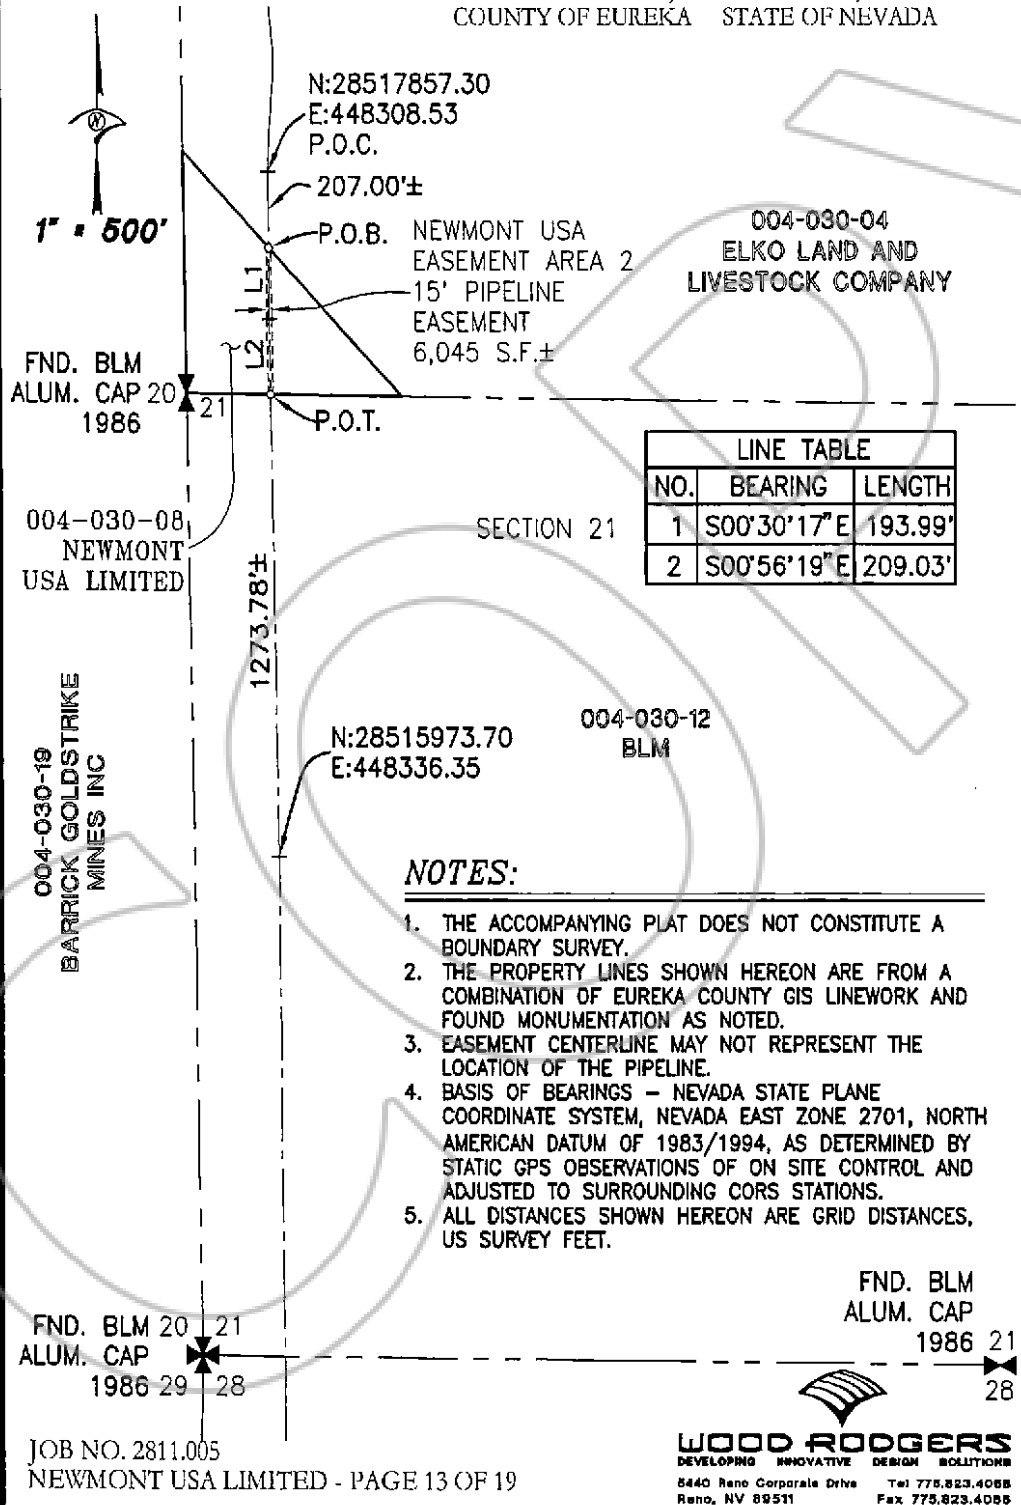 COUNTY OF EUREKA STATE OF NEVADA
N:28517857.30
E:448308.53
P.O.C.
207.00'±
N
1" = 500'
P.O.B.
NEWMONT USA
EASEMENT AREA 2
15' PIPELINE
EASEMENT
6,045 S.F.±
004-030-04
ELKO LAND AND
LIVESTOCK COMPANY
L1
L2
FND. BLM
ALUM. CAP 20
1986
21
P.O.T.
LINE TABLE
NO. BEARING LENGTH
1 S00°30'17"E 193.99'
2 S00°56'19"E 209.03'
004-030-08
NEWMONT
USA LIMITED
SECTION 21
1273.78'±
004-030-19
BARRICK GOLDSTRIKE
MINES INC
N:28515973.70
E:448336.35
004-030-12
BLM
NOTES:
1. THE ACCOMPANYING PLAT DOES NOT CONSTITUTE A
BOUNDARY SURVEY.
2. THE PROPERTY LINES SHOWN HEREON ARE FROM A
COMBINATION OF EUREKA COUNTY GIS LINEWORK AND
FOUND MONUMENTATION AS NOTED.
3. EASEMENT CENTERLINE MAY NOT REPRESENT THE
LOCATION OF THE PIPELINE.
4. BASIS OF BEARINGS – NEVADA STATE PLANE
COORDINATE SYSTEM, NEVADA EAST ZONE 2701, NORTH
AMERICAN DATUM OF 1983/1994, AS DETERMINED BY
STATIC GPS OBSERVATIONS OF ON SITE CONTROL AND
ADJUSTED TO SURROUNDING CORS STATIONS.
5. ALL DISTANCES SHOWN HEREON ARE GRID DISTANCES,
US SURVEY FEET.
FND. BLM 20 21
ALUM. CAP
1986 29 28
FND. BLM
ALUM. CAP
1986 21
28
JOB NO. 2811.005
NEWMONT USA LIMITED - PAGE 13 OF 19
WOOD RODGERS
DEVELOPING INNOVATIVE DESIGN SOLUTIONS
5440 Reno Corporate Drive Tel 775.823.4068
Reno, NV 89511 Fax 775.823.4066
COPY